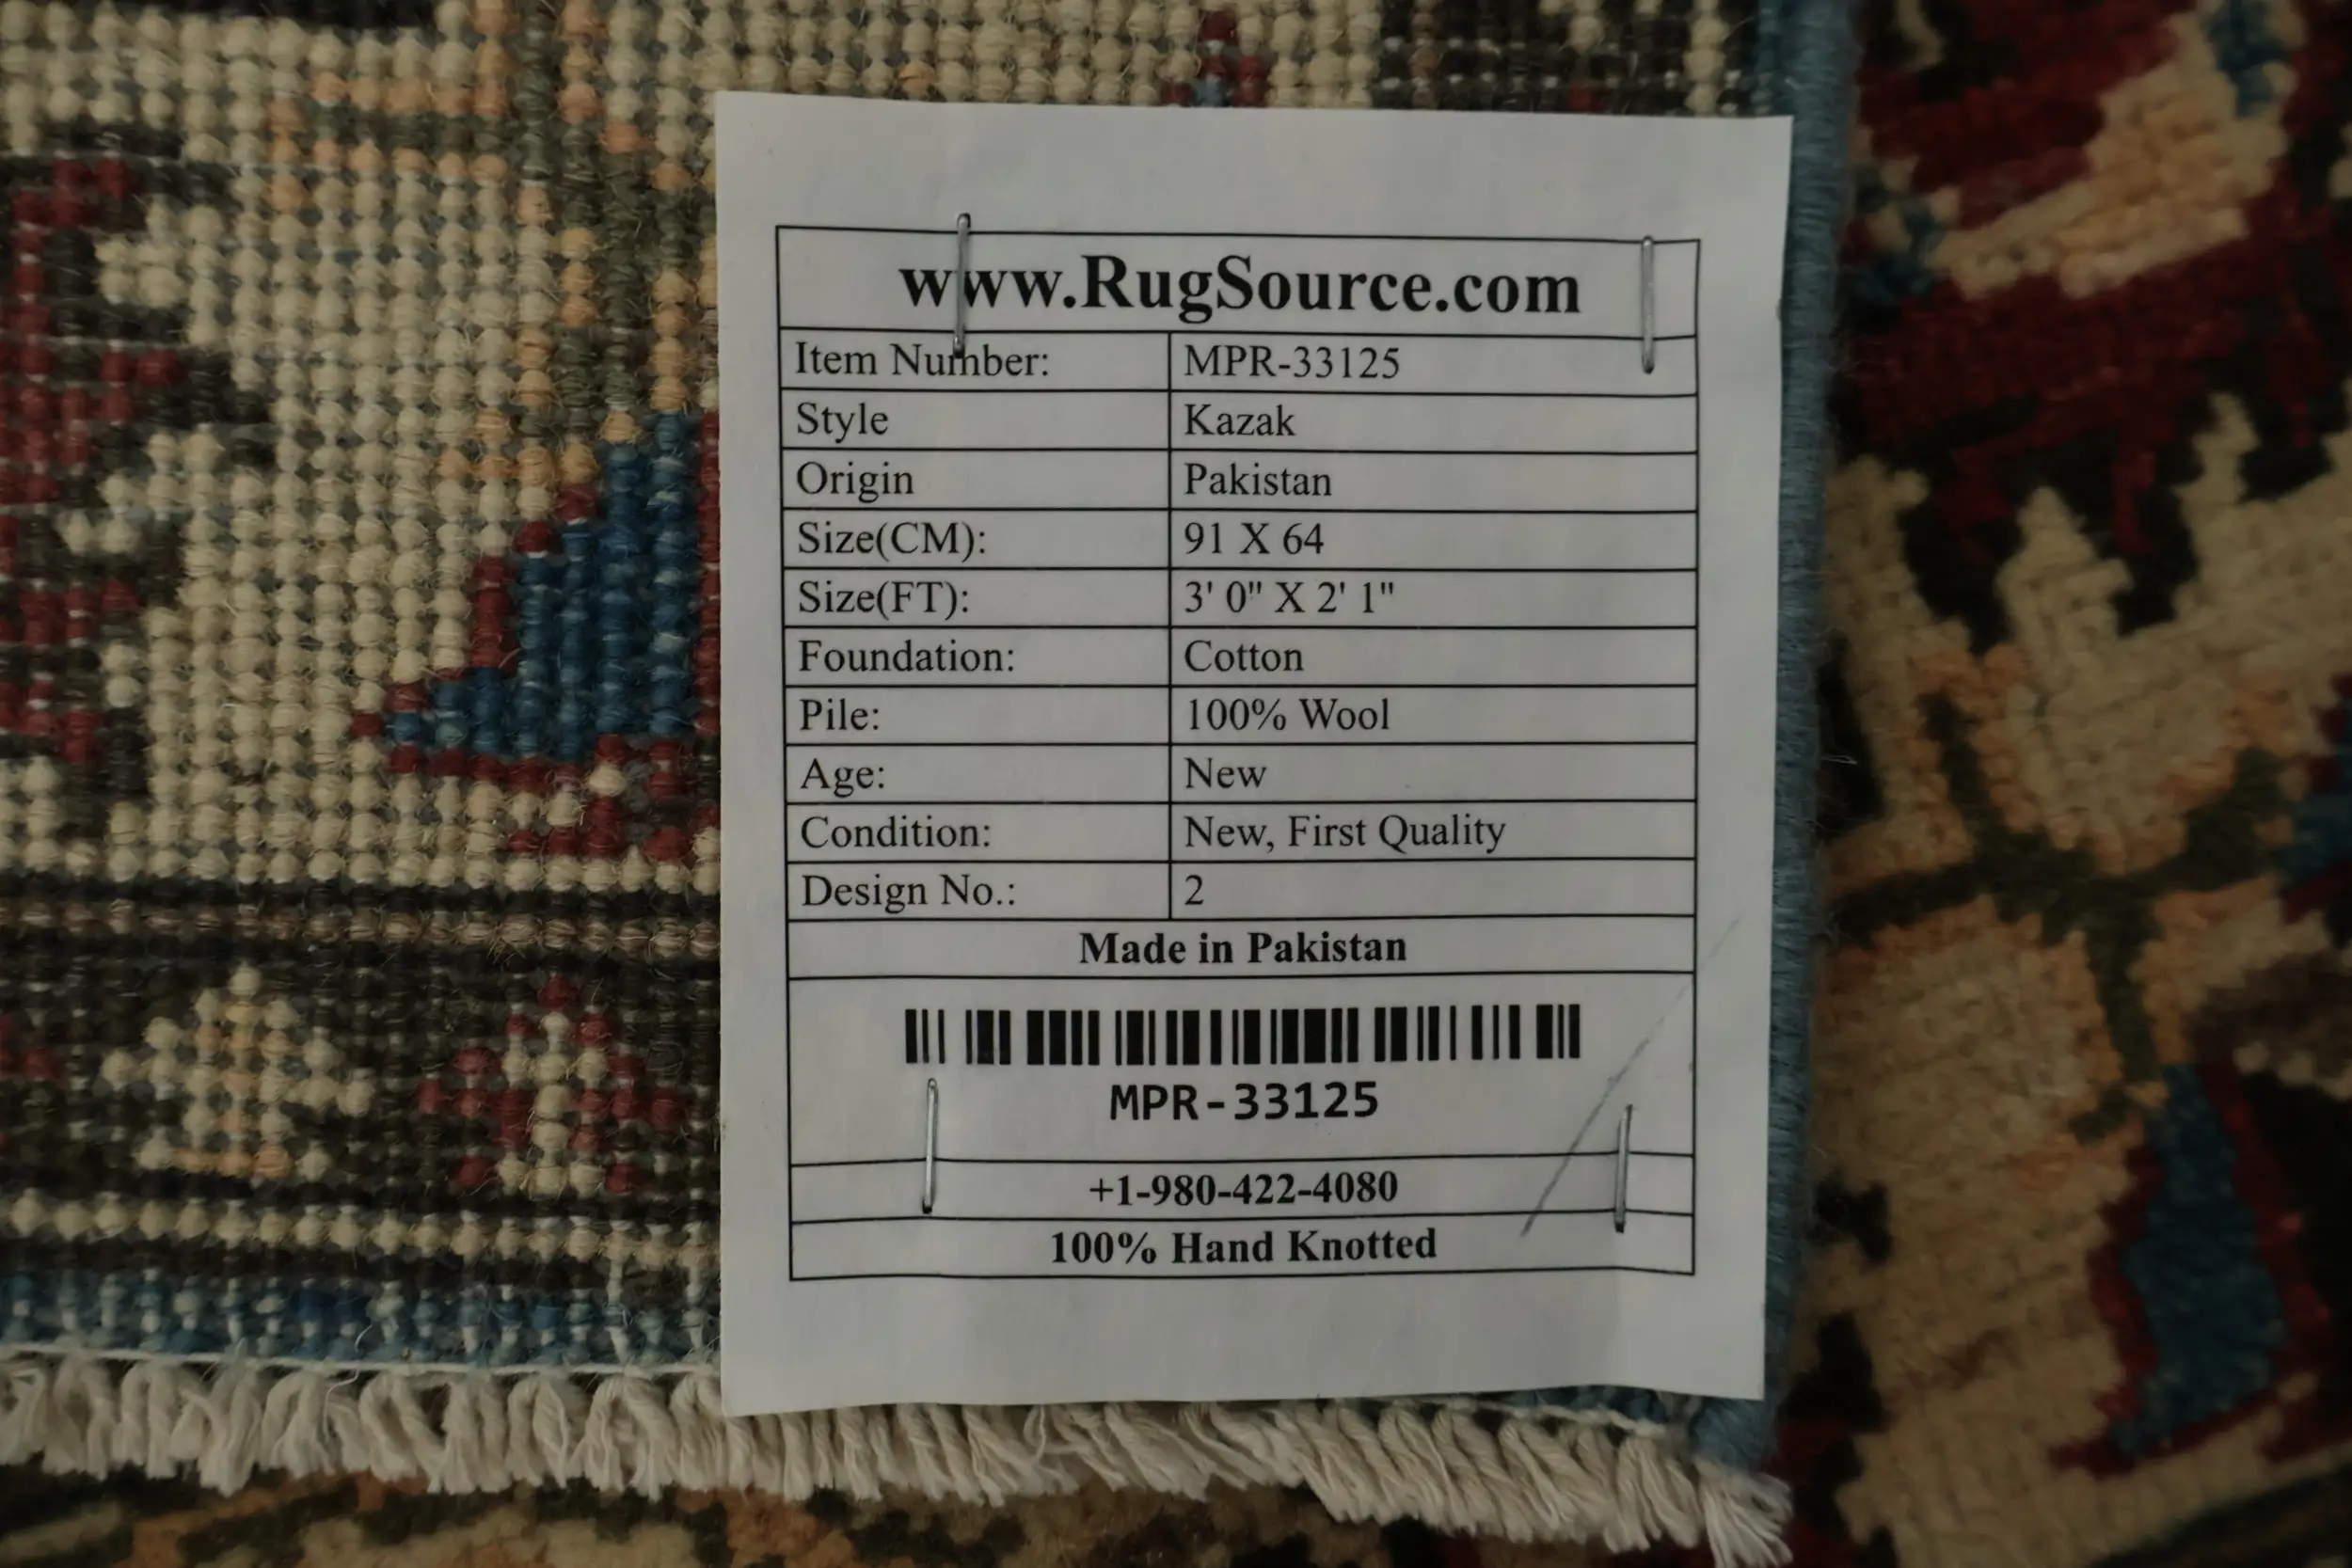 www.RugSource.com
Item Number: MPR-33125
Style Kazak
Origin Pakistan
Size(CM): 91 X 64
Size(FT): 3' 0" X 2' 1"
Foundation: Cotton
Pile: 100% Wool
Age: New
Condition: New, First Quality
Design No.: 2
Made in Pakistan
MPR-33125
+1-980-422-4080
100% Hand Knotted